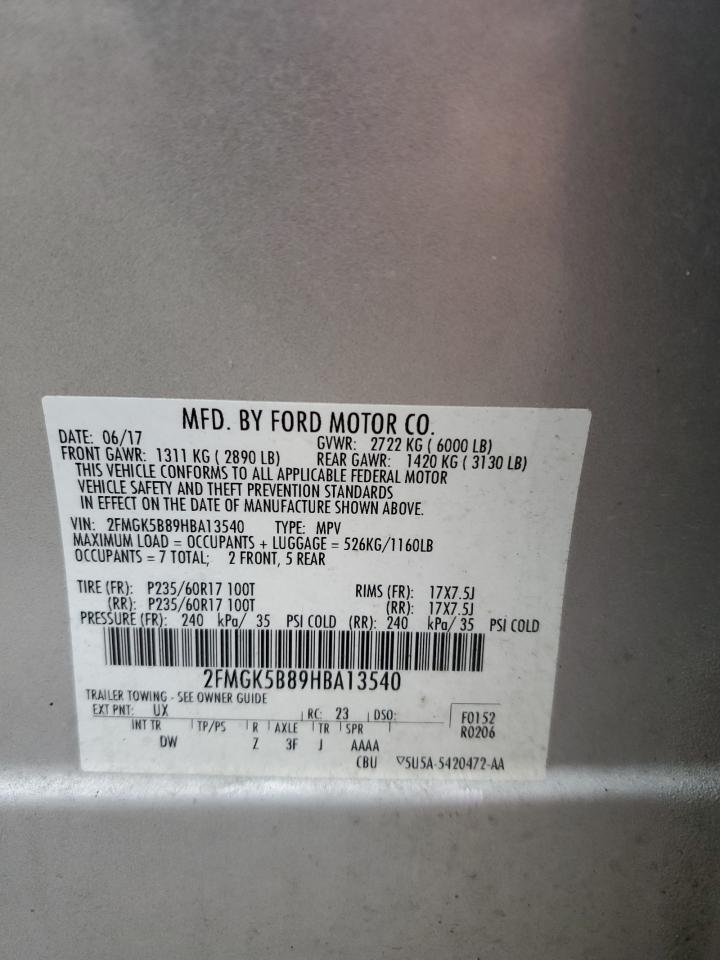 MFD. BY FORD MOTOR CO.
DATE: 06/17 GVWR: 2722 KG ( 6000 LB)
FRONT GAWR: 1311 KG ( 2890 LB) REAR GAWR: 1420 KG ( 3130 LB)
THIS VEHICLE CONFORMS TO ALL APPLICABLE FEDERAL MOTOR
VEHICLE SAFETY AND THEFT PREVENTION STANDARDS
IN EFFECT ON THE DATE OF MANUFACTURE SHOWN ABOVE.
VIN: 2FMGK5B89HBA13540 TYPE: MPV
MAXIMUM LOAD = OCCUPANTS + LUGGAGE = 526KG/1160LB
OCCUPANTS = 7 TOTAL; 2 FRONT, 5 REAR
TIRE (FR): P235/60R17 100T RIMS (FR): 17X7.5J
(RR): P235/60R17 100T (RR): 17X7.5J
PRESSURE (FR): 240 kPa/ 35 PSI COLD (RR): 240 kPa/ 35 PSI COLD
2FMGK5B89HBA13540
TRAILER TOWING - SEE OWNER GUIDE
EXT PNT: UX RC: 23 DSO: F0152
INT TR TP/PS R AXLE TR SPR R0206
DW Z 3F J AAAA
CBU ▽5U5A-5420472-AA